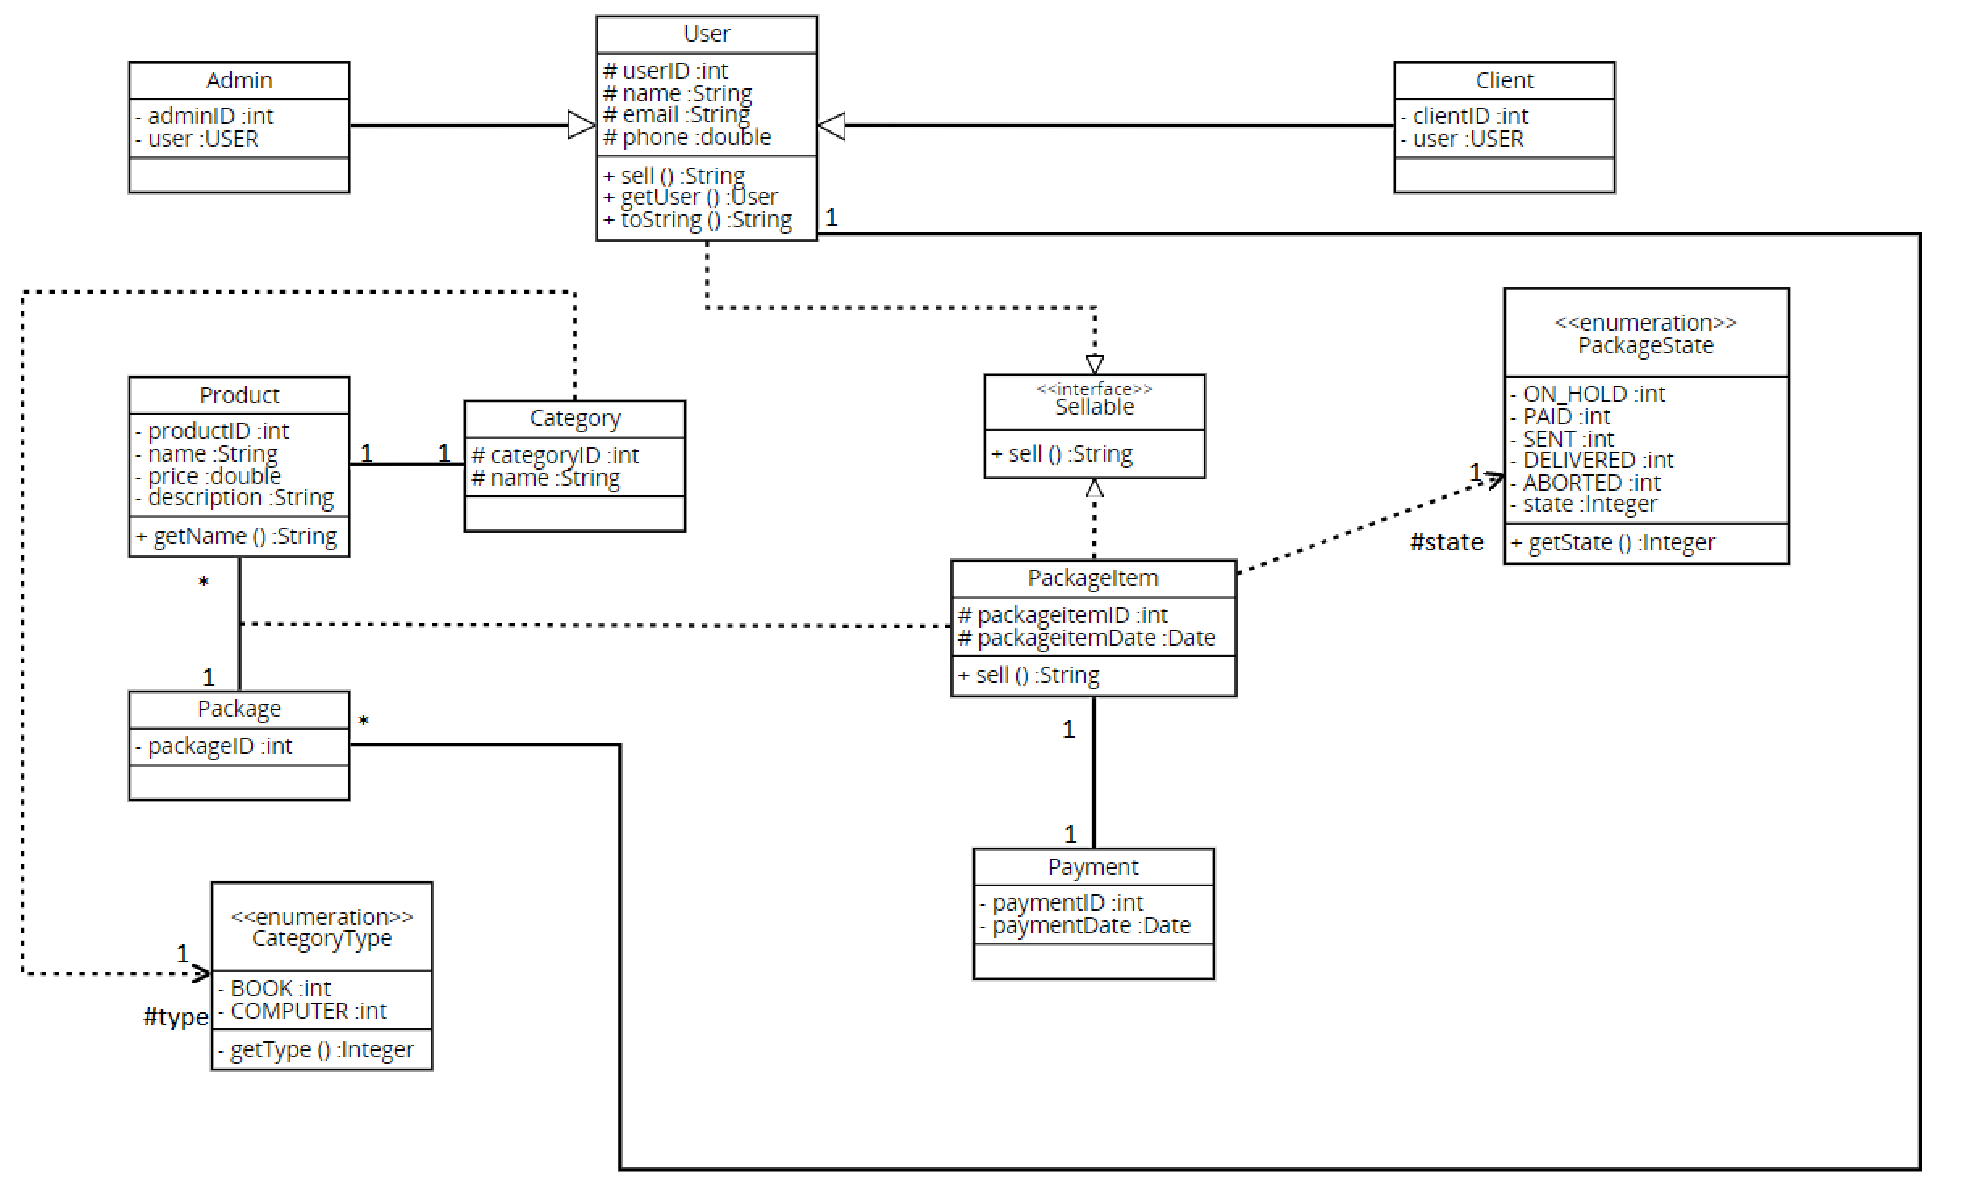 User
# userID :int
# name :String
# email :String
# phone :double
+ sell () :String
+ getUser () :User
+ toString () :String
1
Admin
- adminID :int
- user :USER
Client
- clientID :int
- user :USER
<<enumeration>>
PackageState
- ON_HOLD :int
- PAID :int
- SENT :int
- DELIVERED :int
- ABORTED :int
- state :Integer
+ getState () :Integer
1
#state
<<interface>>
Sellable
+ sell () :String
Product
- productID :int
- name :String
- price :double
- description :String
+ getName () :String
1
1
Category
# categoryID :int
# name :String
*
1
PackageItem
# packageitemID :int
# packageitemDate :Date
+ sell () :String
Package
- packageID :int
*
1
1
Payment
- paymentID :int
- paymentDate :Date
<<enumeration>>
CategoryType
- BOOK :int
- COMPUTER :int
- getType () :Integer
1
#type